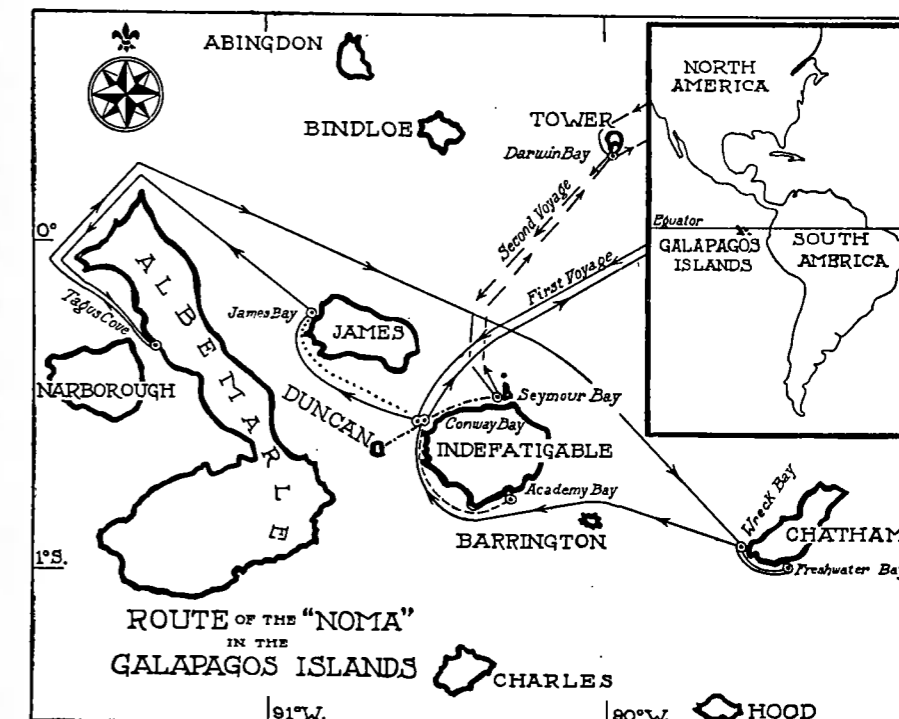 ABINGDON
BINDLOE
TOWER
Darwin Bay
NORTH
AMERICA
Equator
GALAPAGOS
ISLANDS
SOUTH
AMERICA
0°
Second Voyage
First Voyage
ALBEMARLE
Tagus Cove
James Bay
JAMES
NARBOROUGH
DUNCAN
Seymour Bay
Conway Bay
INDEFATIGABLE
Academy Bay
BARRINGTON
Wreck Bay
CHATHAM
Freshwater Bay
1°S.
ROUTE OF THE "NOMA"
IN THE
GALAPAGOS ISLANDS
CHARLES
HOOD
91°W.
90°W.